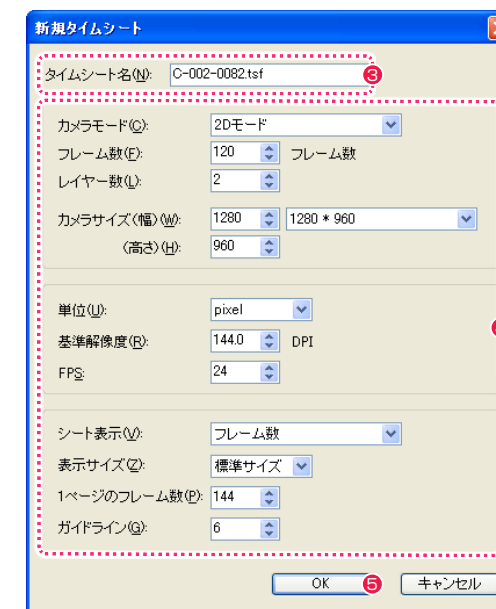 新規タイムシート
タイムシート名(N): C-002-0082.tsf ③
カメラモード(C): 2Dモード
フレーム数(F): 120 フレーム数
レイヤー数(L): 2
カメラサイズ(幅)(W): 1280 1280 * 960
(高さ)(H): 960
単位(U): pixel
基準解像度(R): 144.0 DPI
FPS: 24
シート表示(V): フレーム数
表示サイズ(Z): 標準サイズ
1ページのフレーム数(P): 144
ガイドライン(G): 6
OK ⑤ キャンセル